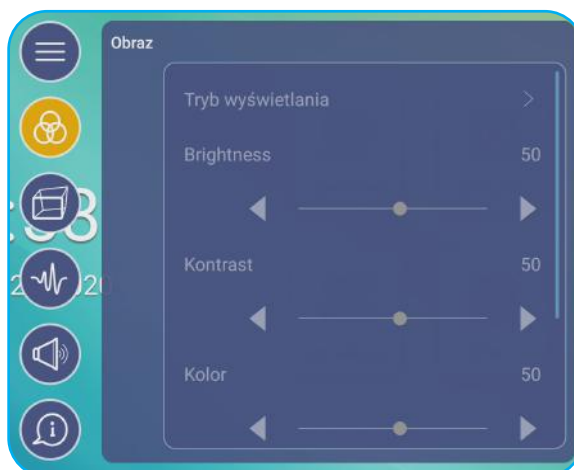 Obraz
Tryb wyświetlania >
Brightness 50
Kontrast 50
Kolor 50